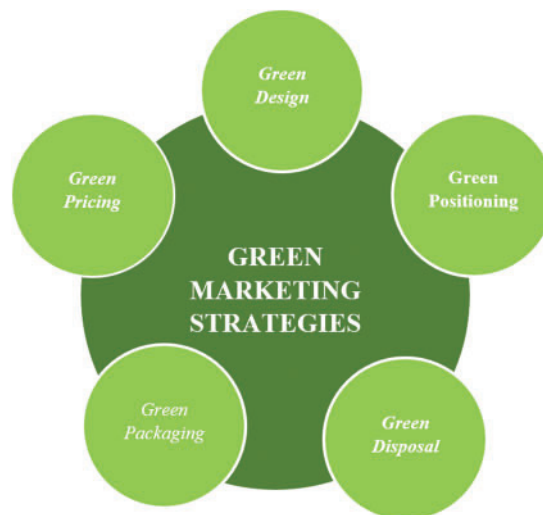 Green
Design
Green
Pricing
Green
Positioning
GREEN
MARKETING
STRATEGIES
Green
Packaging
Green
Disposal